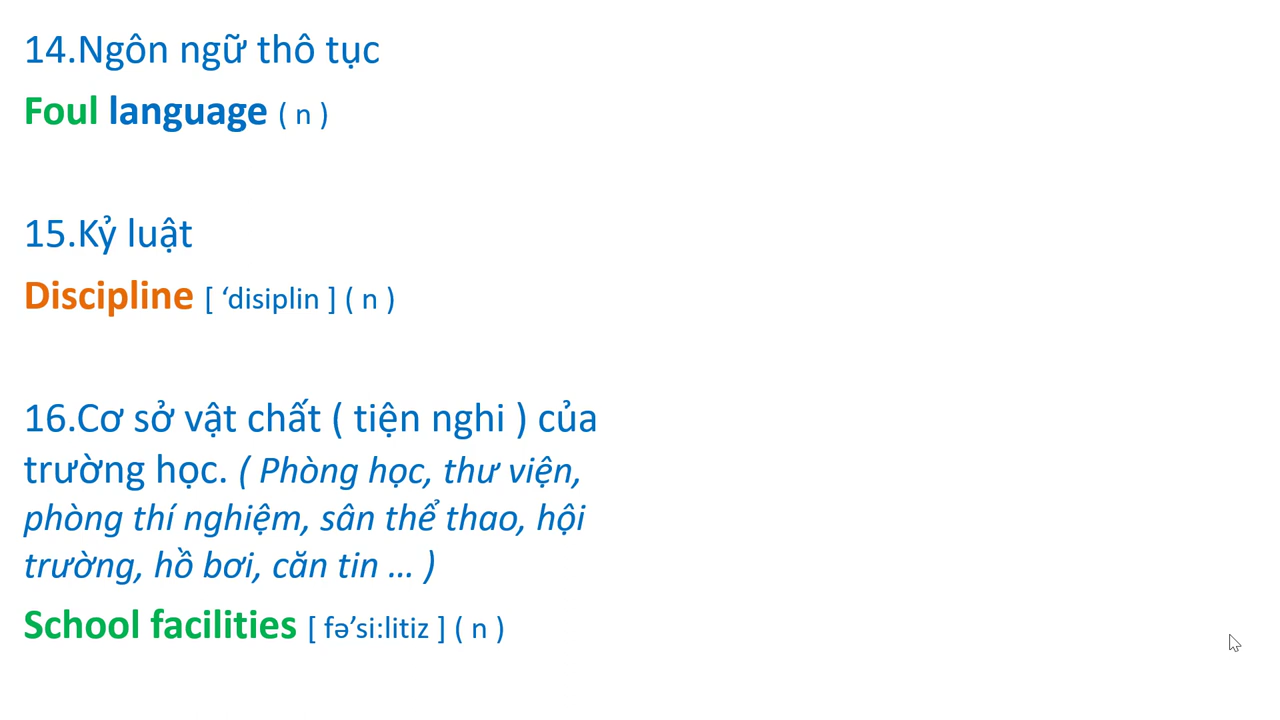 14.Ngôn ngữ thô tục
Foul language ( n )
15.Kỷ luật
Discipline [ ‘disiplin ] ( n )
16.Cơ sở vật chất ( tiện nghi ) của
trường học. ( Phòng học, thư viện,
phòng thí nghiệm, sân thể thao, hội
trường, hồ bơi, căn tin … )
School facilities [ fə’si:litiz ] ( n )